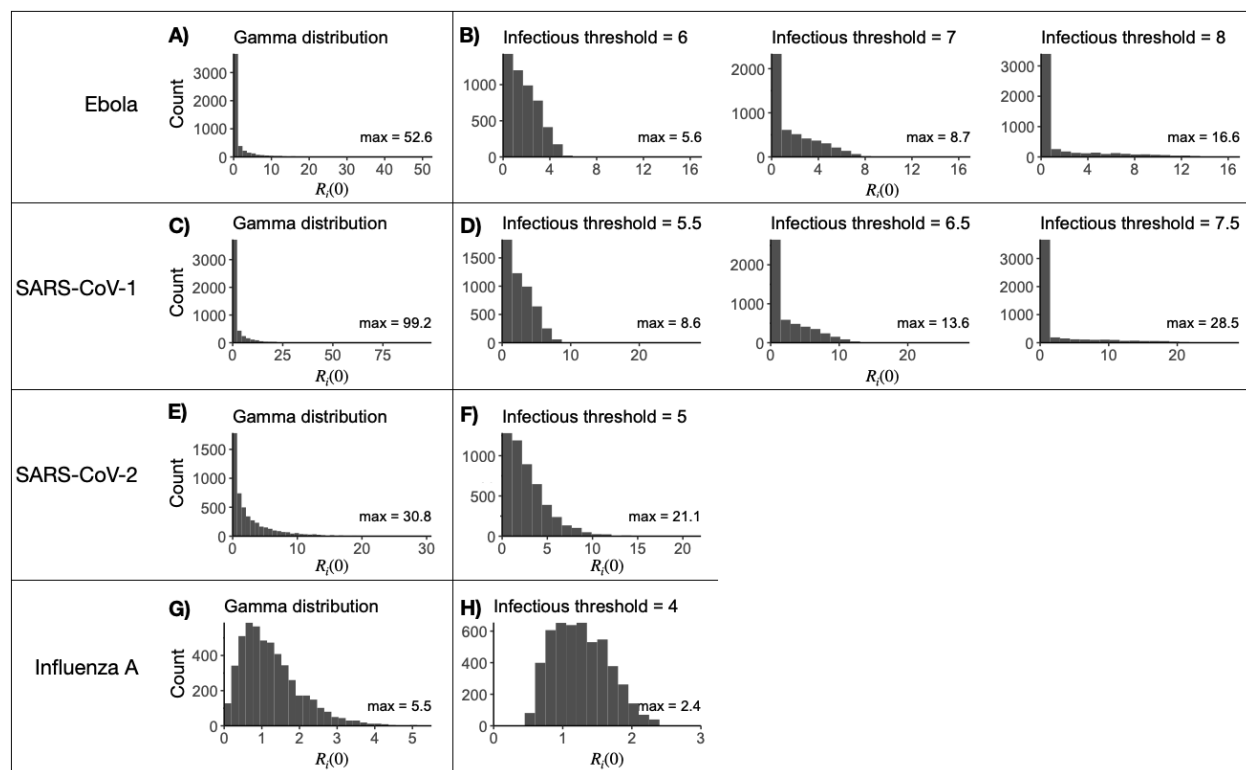 A) Gamma distribution
B) Infectious threshold = 6
Infectious threshold = 7
Infectious threshold = 8
Ebola
Count
3000
2000
1000
0
max = 52.6
0 10 20 30 40 50
1000
500
0
max = 5.6
0 4 8 12 16
2000
1000
0
max = 8.7
0 4 8 12 16
3000
2000
1000
0
max = 16.6
0 4 8 12 16
Rᵢ(0)
Rᵢ(0)
C) Gamma distribution
D) Infectious threshold = 5.5
Infectious threshold = 6.5
Infectious threshold = 7.5
SARS-CoV-1
Count
3000
2000
1000
0
max = 99.2
0 25 50 75
1500
1000
500
0
max = 8.6
0 10 20
2000
1000
0
max = 13.6
0 10 20
3000
2000
1000
0
max = 28.5
0 10 20
Rᵢ(0)
Rᵢ(0)
E) Gamma distribution
F) Infectious threshold = 5
SARS-CoV-2
Count
1500
1000
500
0
max = 30.8
0 10 20 30
1000
500
0
max = 21.1
0 5 10 15 20
Rᵢ(0)
Rᵢ(0)
G) Gamma distribution
H) Infectious threshold = 4
Influenza A
Count
400
200
0
max = 5.5
0 1 2 3 4 5
600
400
200
0
max = 2.4
0 1 2 3
Rᵢ(0)
Rᵢ(0)